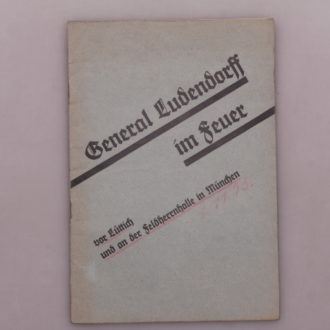 General Ludendorff
im Feuer
vor Lüttich
und an der Feldherrnhalle in München